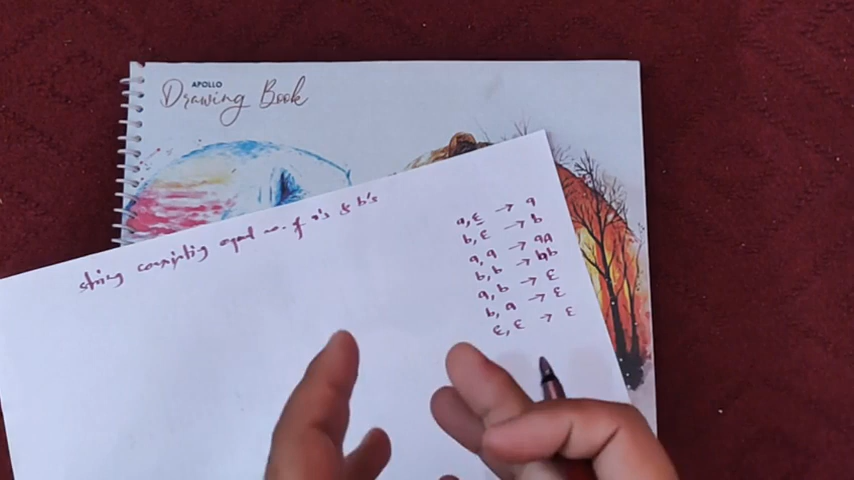 APOLLO
Drawing Book
string consisting equal no. of a's & b's
a, ε → a
b, ε → b
a, a → aa
b, b → bb
a, b → ε
b, a → ε
ε, ε → ε